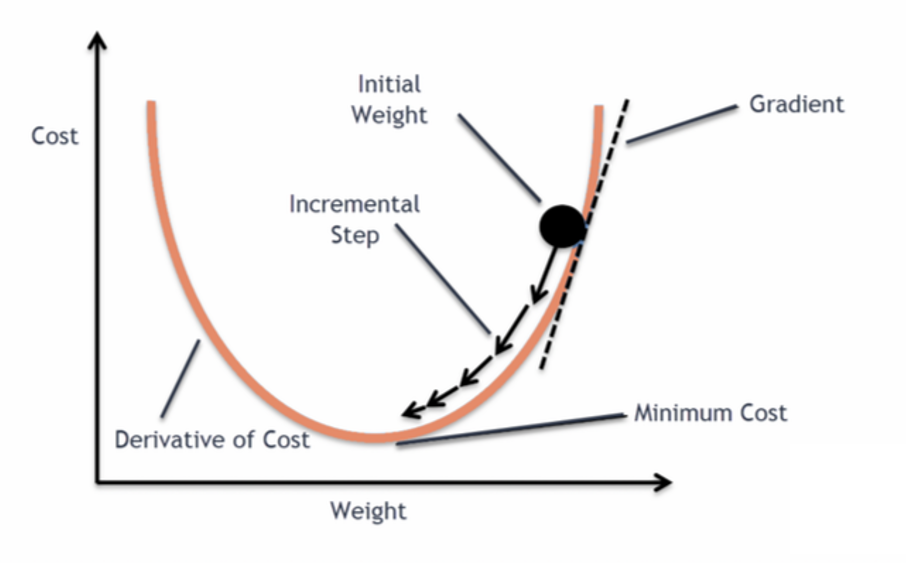 Initial
Weight
Gradient
Cost
Incremental
Step
Minimum Cost
Derivative of Cost
Weight